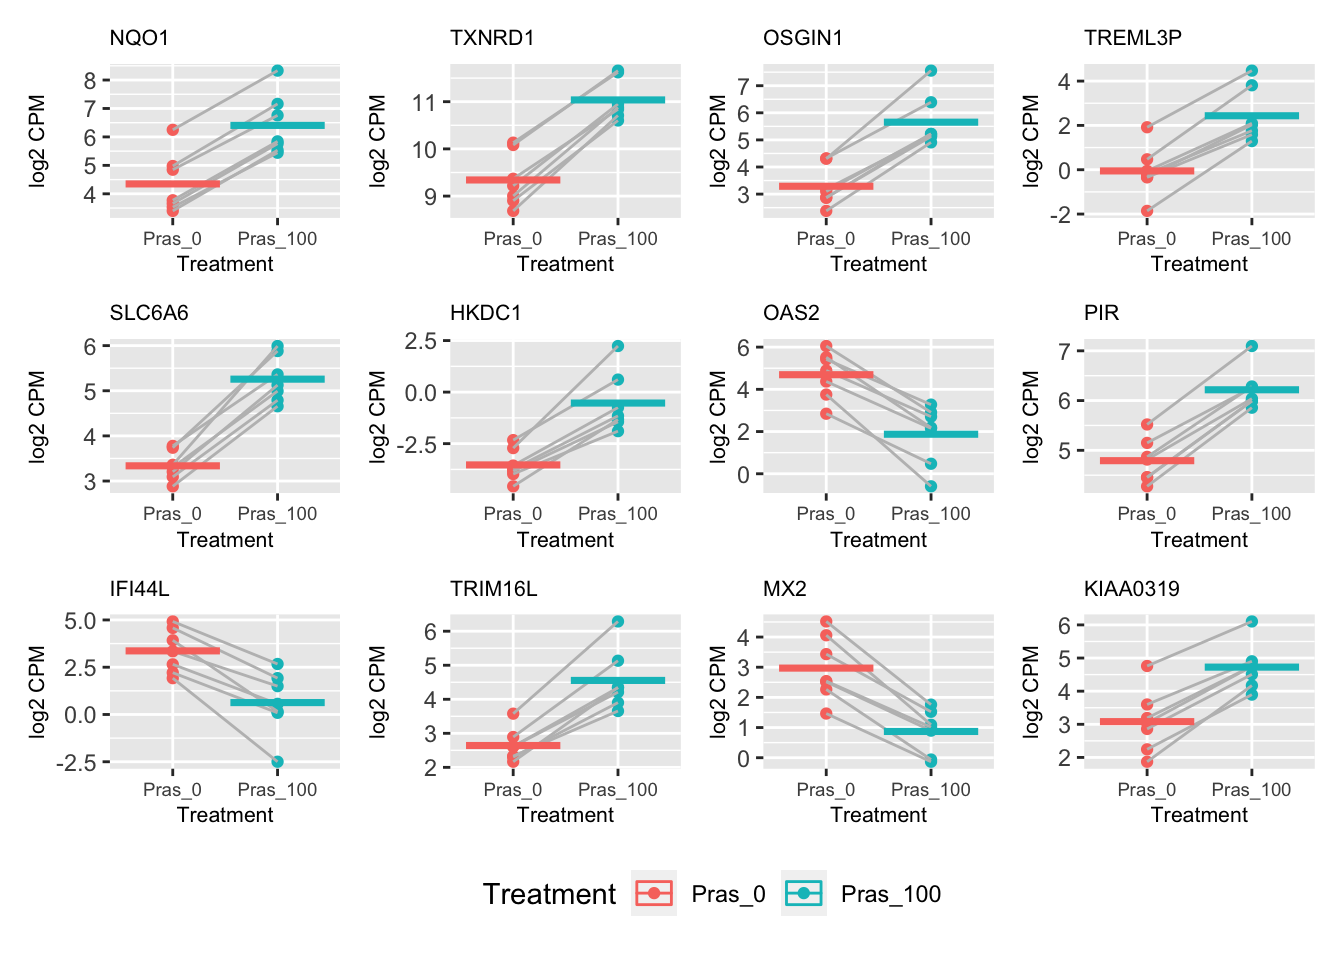 NQO1 TXNRD1 OSGIN1 TREML3P
log2 CPM 8 7 6 5 4
log2 CPM 11 10 9
log2 CPM 7 6 5 4 3
log2 CPM 4 2 0 -2
Pras_0 Pras_100 Pras_0 Pras_100 Pras_0 Pras_100 Pras_0 Pras_100
Treatment Treatment Treatment Treatment
SLC6A6 HKDC1 OAS2 PIR
log2 CPM 6 5 4 3
log2 CPM 2.5 0.0 -2.5
log2 CPM 6 4 2 0
log2 CPM 7 6 5
Pras_0 Pras_100 Pras_0 Pras_100 Pras_0 Pras_100 Pras_0 Pras_100
Treatment Treatment Treatment Treatment
IFI44L TRIM16L MX2 KIAA0319
log2 CPM 5.0 2.5 0.0 -2.5
log2 CPM 6 5 4 3 2
log2 CPM 4 3 2 1 0
log2 CPM 6 5 4 3 2
Pras_0 Pras_100 Pras_0 Pras_100 Pras_0 Pras_100 Pras_0 Pras_100
Treatment Treatment Treatment Treatment
Treatment Pras_0 Pras_100